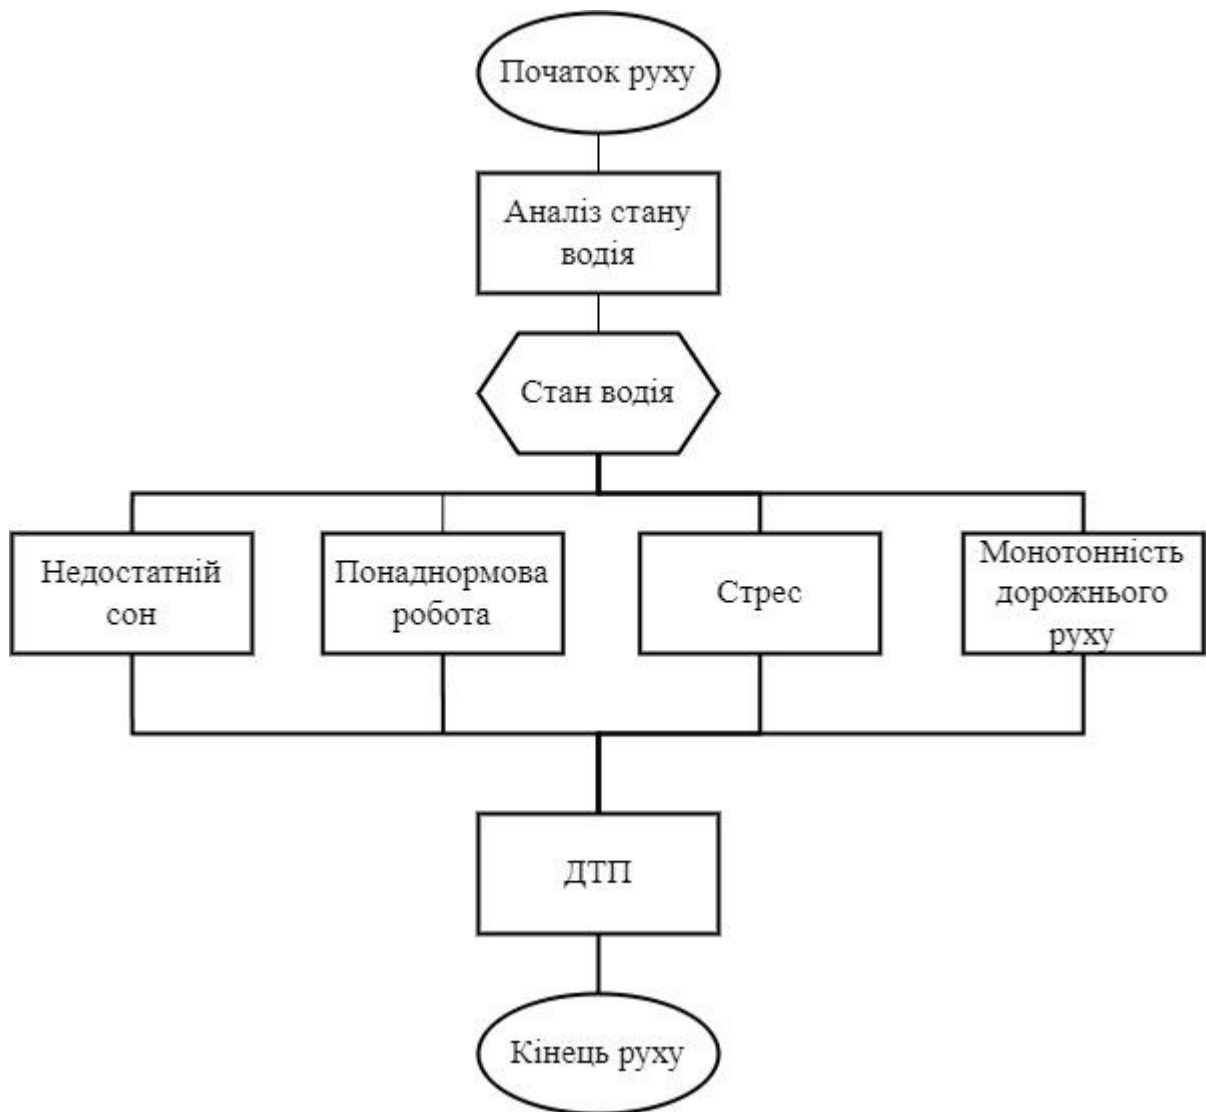 Початок руху
Аналіз стану
водія
Стан водія
Недостатній
сон
Понаднормова
робота
Стрес
Монотонність
дорожнього
руху
ДТП
Кінець руху